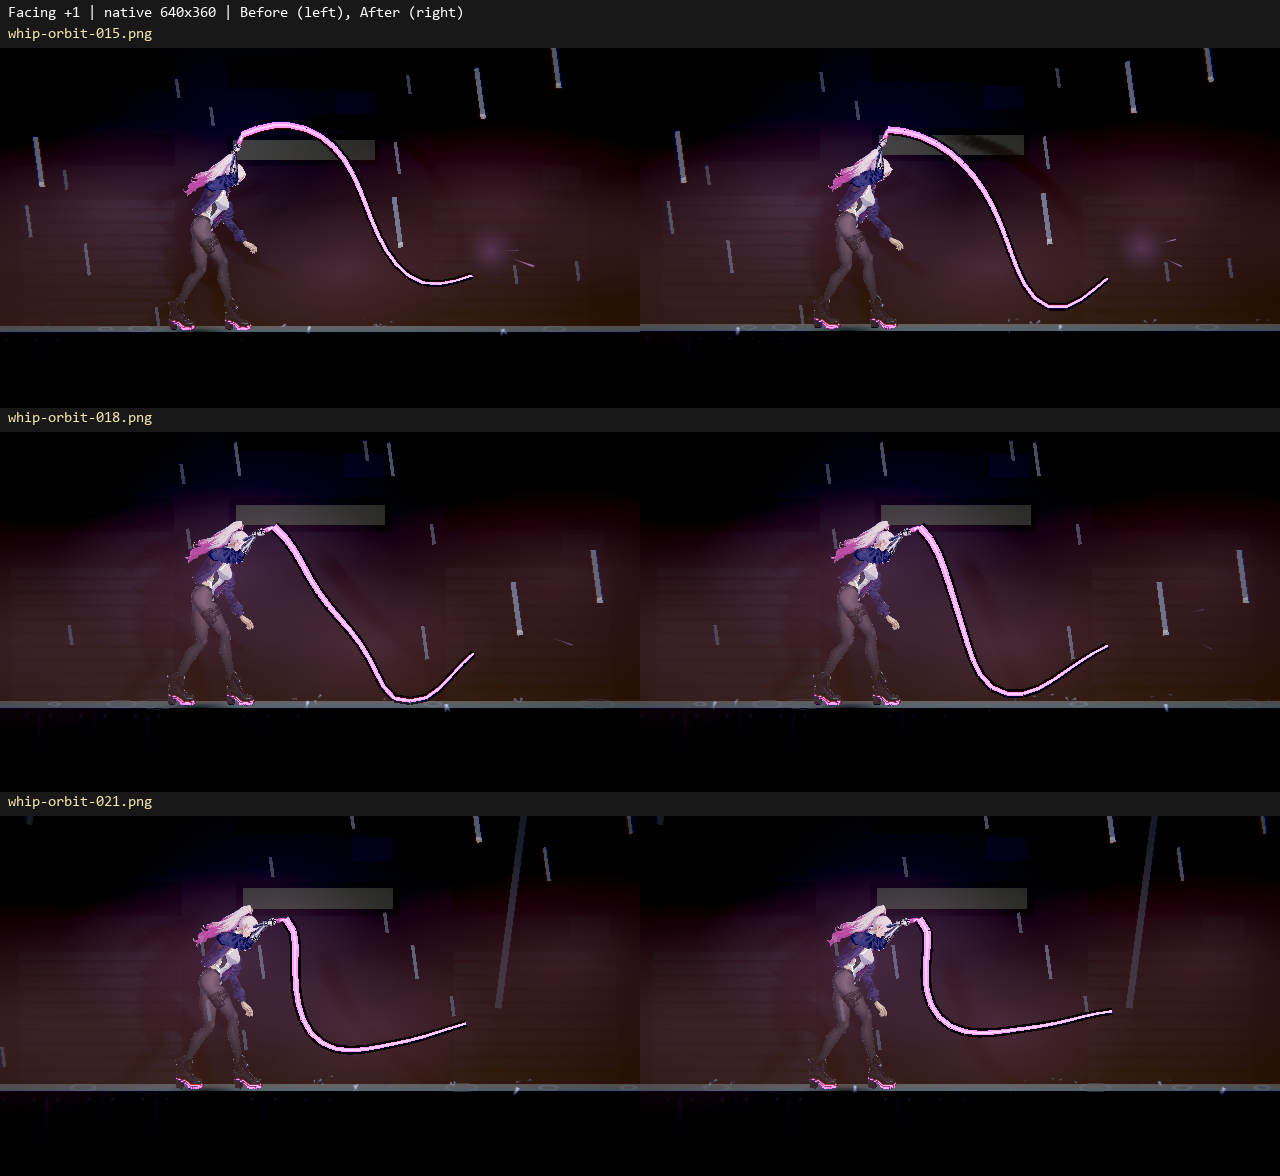 Facing +1 | native 640x360 | Before (left), After (right)
whip-orbit-015.png
whip-orbit-018.png
whip-orbit-021.png